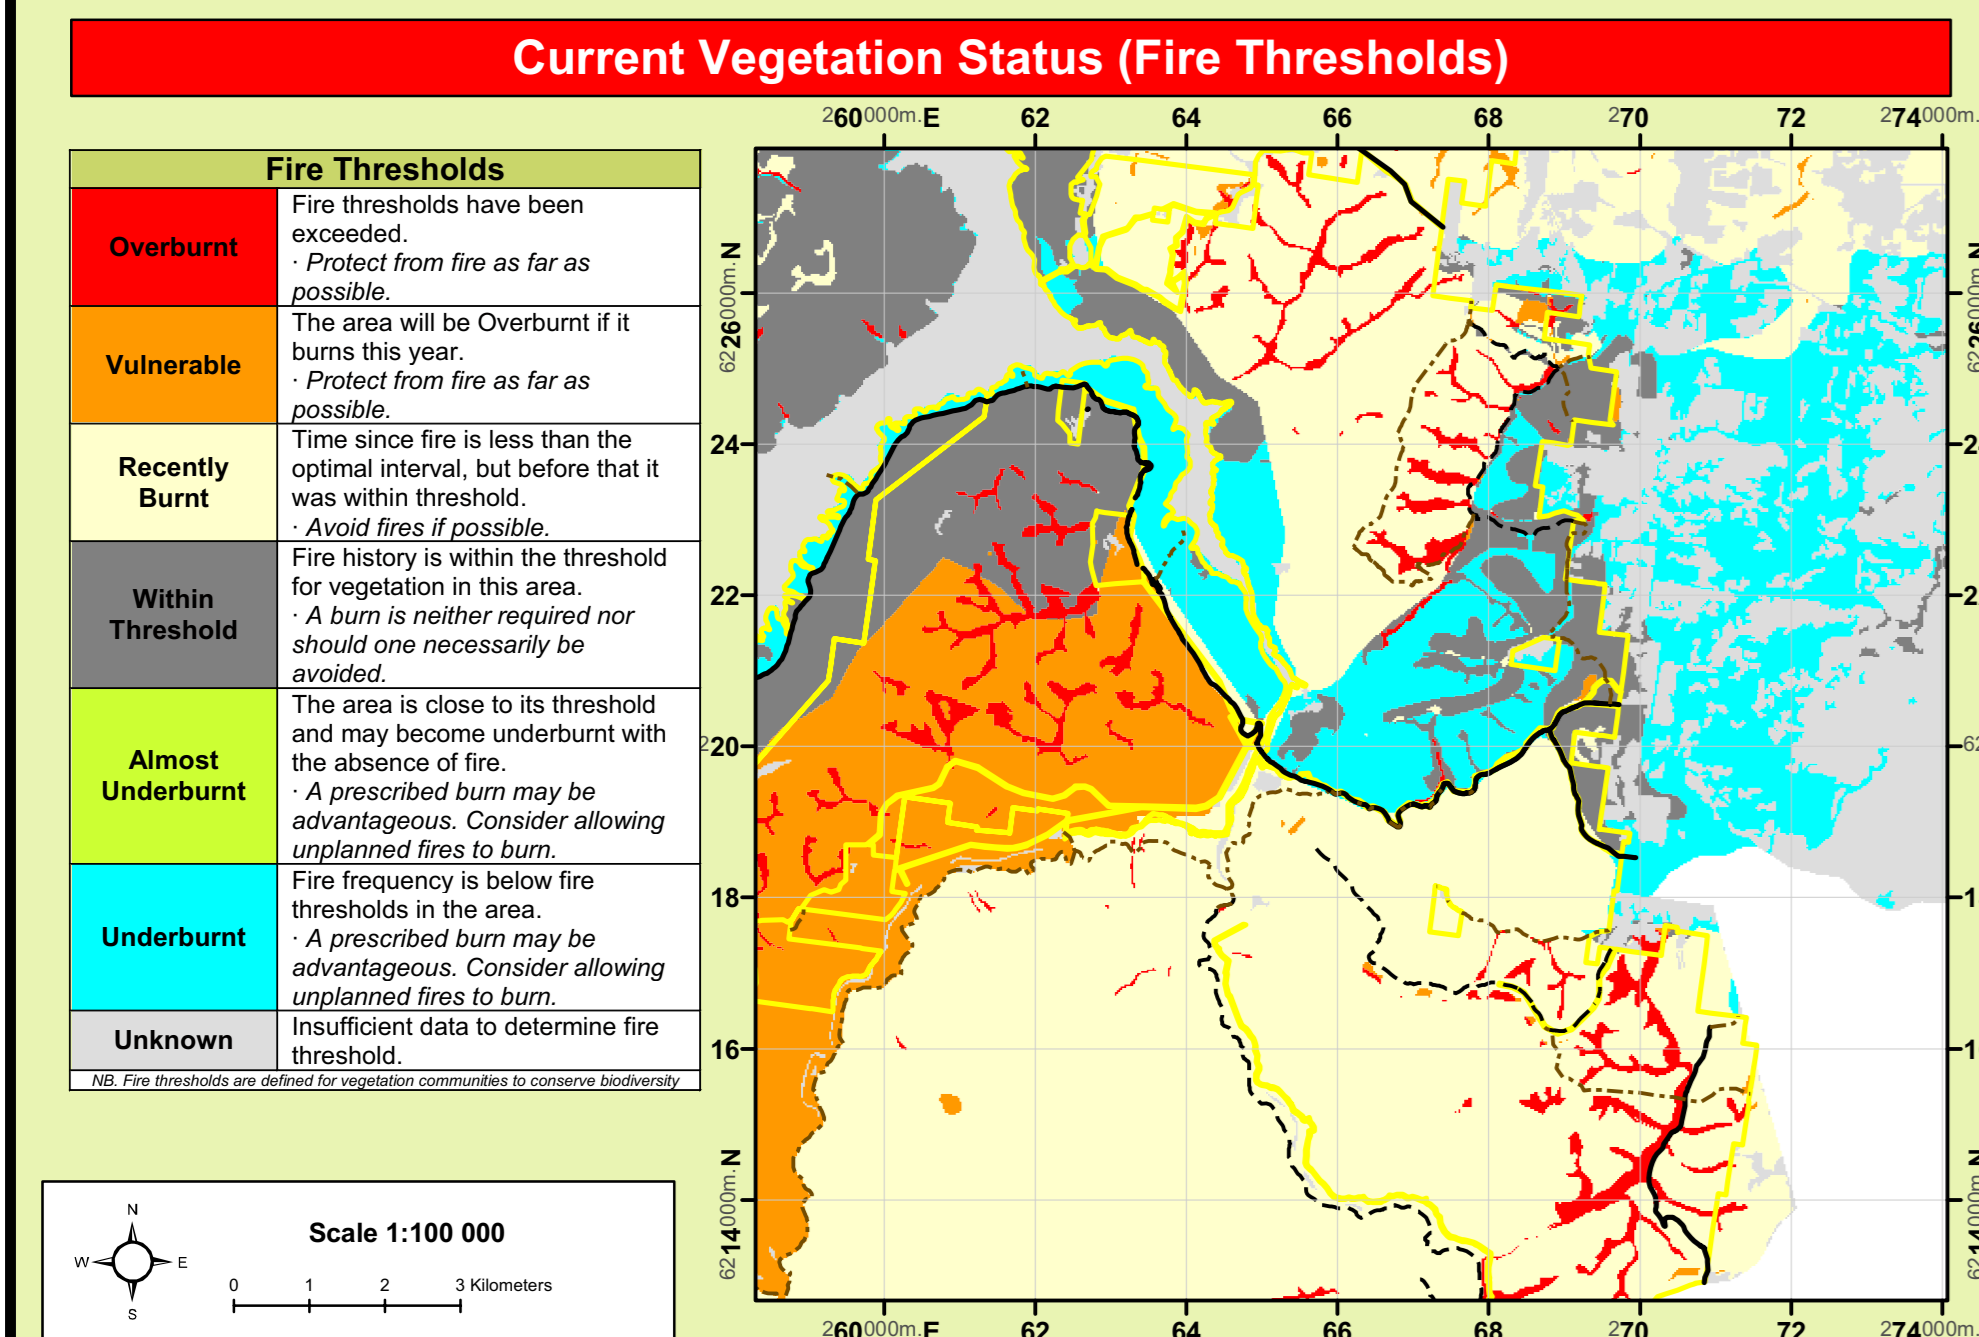 Current Vegetation Status (Fire Thresholds)
260000m.E 62 64 66 68 270 72 274000m.
Fire Thresholds
Overburnt
Fire thresholds have been
exceeded.
· Protect from fire as far as
possible.
Vulnerable
The area will be Overburnt if it
burns this year.
· Protect from fire as far as
possible.
Recently
Burnt
Time since fire is less than the
optimal interval, but before that it
was within threshold.
· Avoid fires if possible.
Within
Threshold
Fire history is within the threshold
for vegetation in this area.
· A burn is neither required nor
should one necessarily be
avoided.
Almost
Underburnt
The area is close to its threshold
and may become underburnt with
the absence of fire.
· A prescribed burn may be
advantageous. Consider allowing
unplanned fires to burn.
Underburnt
Fire frequency is below fire
thresholds in the area.
· A prescribed burn may be
advantageous. Consider allowing
unplanned fires to burn.
Unknown
Insufficient data to determine fire
threshold.
NB. Fire thresholds are defined for vegetation communities to conserve biodiversity
6226000m.N
24
22
20
18
16
6214000m.N
N
W E
S
Scale 1:100 000
0 1 2 3 Kilometers
260000m.E 62 64 66 68 270 72 274000m.